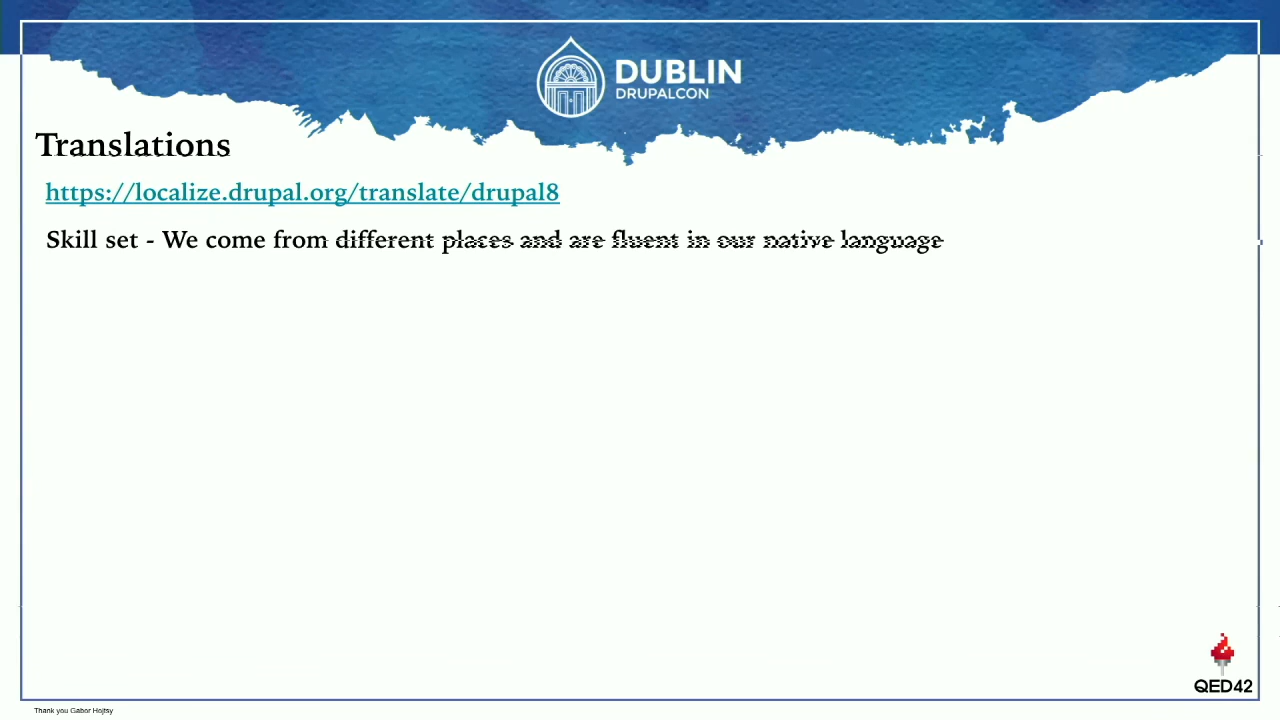 DUBLIN
DRUPALCON
Translations
https://localize.drupal.org/translate/drupal8
Skill set - We come from different places and are fluent in our native language
QED42
Thank you Gabor Hojtsy